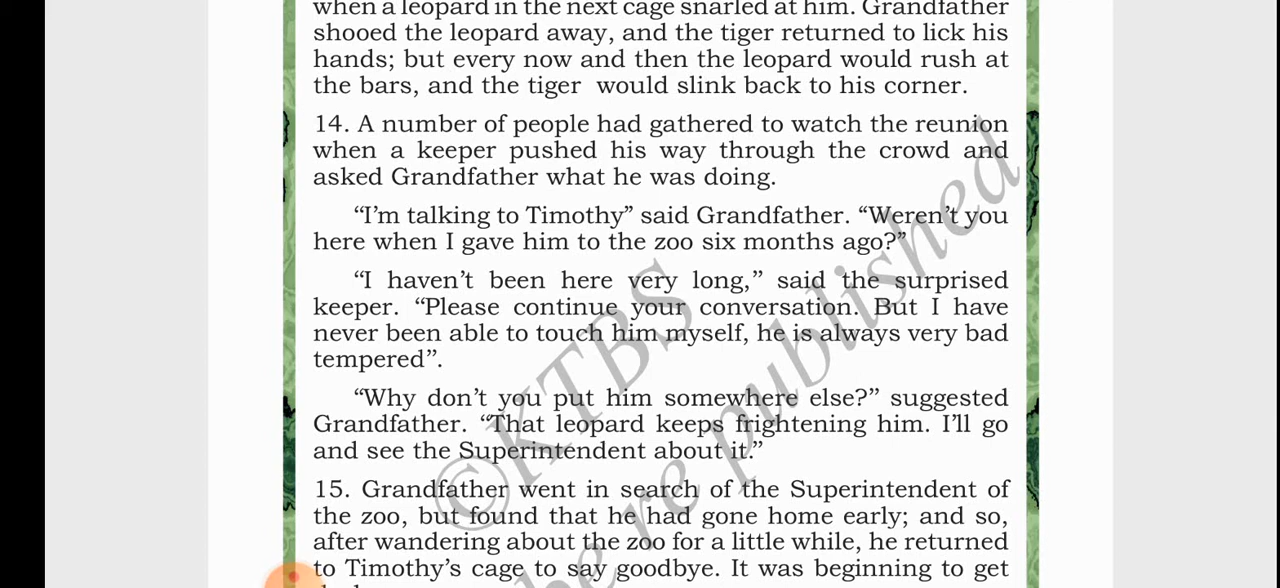 when a leopard in the next cage snarled at him. Grandfather
shooed the leopard away, and the tiger returned to lick his
hands; but every now and then the leopard would rush at
the bars, and the tiger would slink back to his corner.
14. A number of people had gathered to watch the reunion
when a keeper pushed his way through the crowd and
asked Grandfather what he was doing.
“I’m talking to Timothy” said Grandfather. “Weren’t you
here when I gave him to the zoo six months ago?”
“I haven’t been here very long,” said the surprised
keeper. “Please continue your conversation. But I have
never been able to touch him myself, he is always very bad
tempered”.
“Why don’t you put him somewhere else?” suggested
Grandfather. “That leopard keeps frightening him. I’ll go
and see the Superintendent about it.”
15. Grandfather went in search of the Superintendent of
the zoo, but found that he had gone home early; and so,
after wandering about the zoo for a little while, he returned
to Timothy’s cage to say goodbye. It was beginning to get
©KTBS
be republished